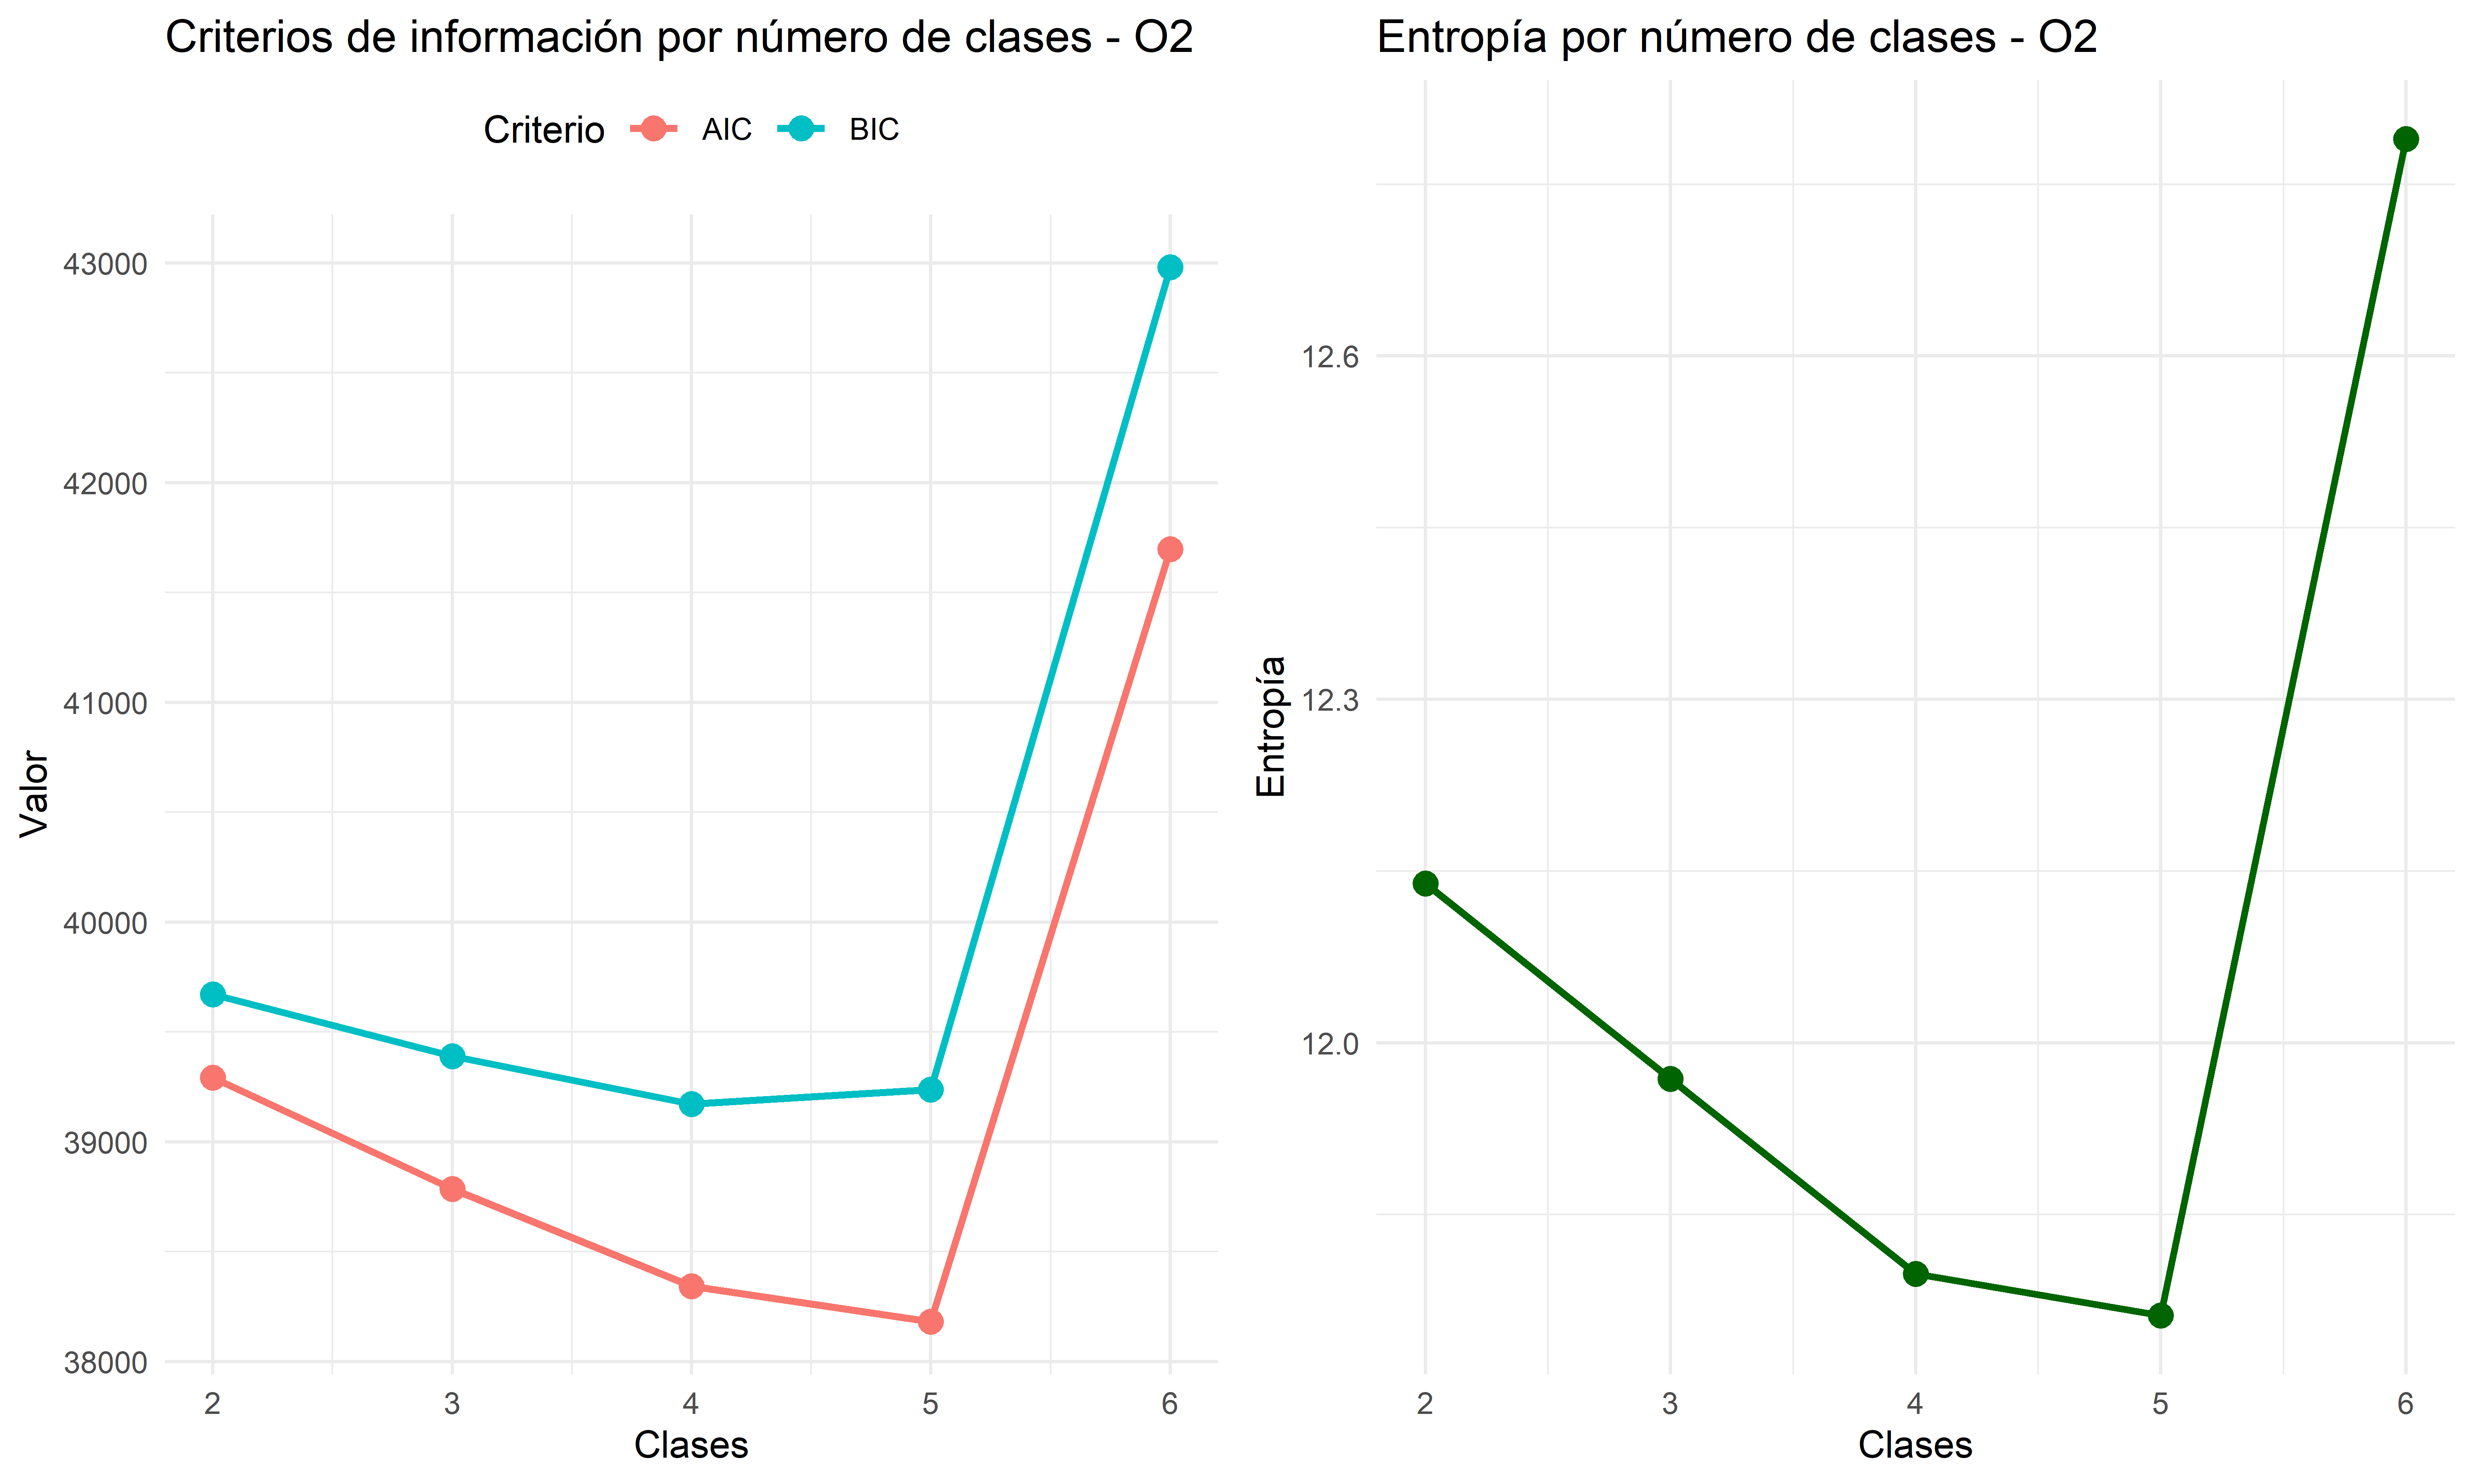 Criterios de información por número de clases - O2
Criterio AIC BIC
43000
42000
41000
40000
39000
38000
Valor
2 3 4 5 6
Clases
Entropía por número de clases - O2
12.6
12.3
12.0
Entropía
2 3 4 5 6
Clases